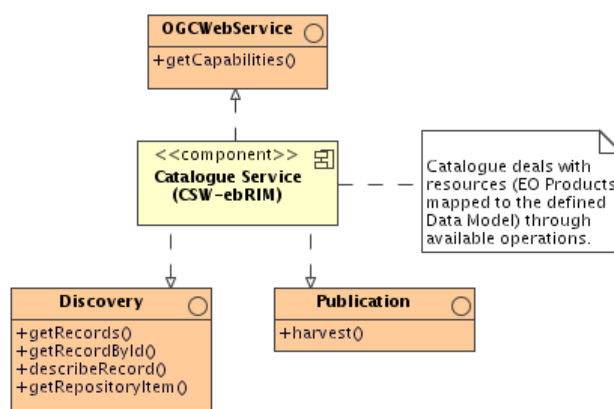 OGCWebService
+getCapabilities()
<<component>>
Catalogue Service
(CSW-ebRIM)
Catalogue deals with
resources (EO Products
mapped to the defined
Data Model) through
available operations.
Discovery
+getRecords()
+getRecordById()
+describeRecord()
+getRepositoryItem()
Publication
+harvest()